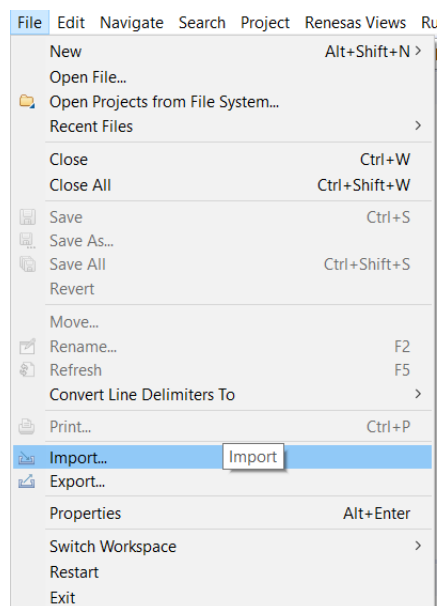 File Edit Navigate Search Project Renesas Views
New Alt+Shift+N >
Open File...
Open Projects from File System...
Recent Files >
Close Ctrl+W
Close All Ctrl+Shift+W
Save Ctrl+S
Save As...
Save All Ctrl+Shift+S
Revert
Move...
Rename... F2
Refresh F5
Convert Line Delimiters To >
Print... Ctrl+P
Import... Import
Export...
Properties Alt+Enter
Switch Workspace >
Restart
Exit